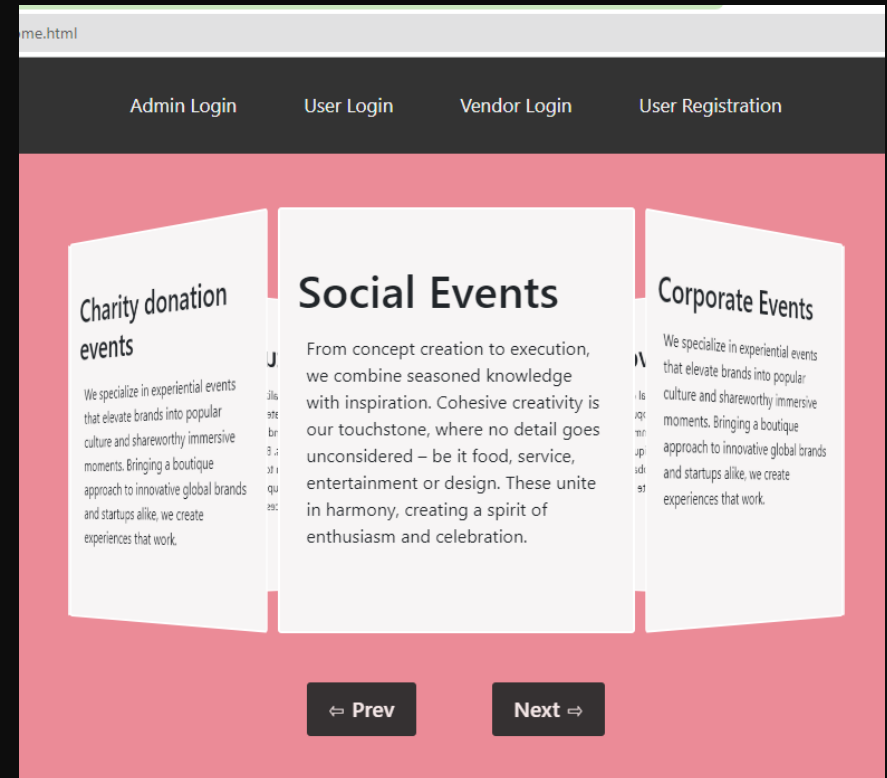 ome.html
Admin Login User Login Vendor Login User Registration
Charity donation
events
We specialize in experiential events
that elevate brands into popular
culture and shareworthy immersive
moments. Bringing a boutique
approach to innovative global brands
and startups alike, we create
experiences that work.
Social Events
From concept creation to execution,
we combine seasoned knowledge
with inspiration. Cohesive creativity is
our touchstone, where no detail goes
unconsidered – be it food, service,
entertainment or design. These unite
in harmony, creating a spirit of
enthusiasm and celebration.
Corporate Events
We specialize in experiential events
that elevate brands into popular
culture and shareworthy immersive
moments. Bringing a boutique
approach to innovative global brands
and startups alike, we create
experiences that work.
⇦ Prev
Next ⇨